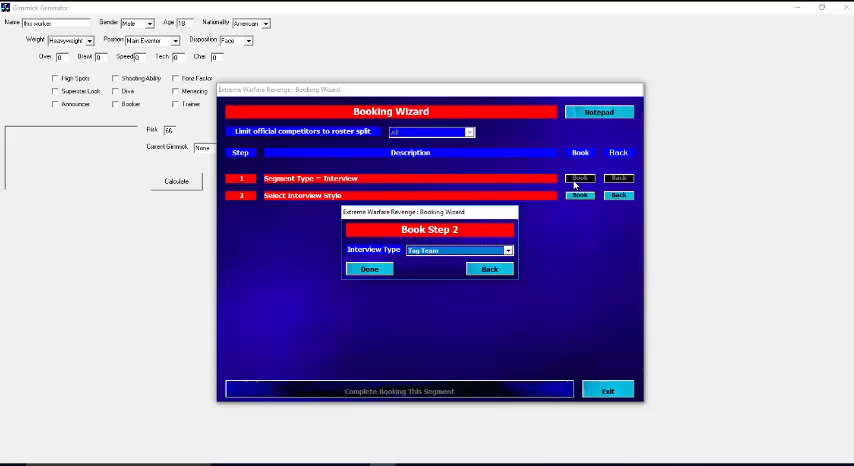 Gimmick Generator
Name this worker Gender Male Age 18 Nationality American
Weight Heavyweight Position Main Eventer Disposition Face
Over 0 Brawl 0 Speed 0 Tech 0 Char 0
High Spots Shooting Ability Fonz Factor
Superstar Look Diva Menacing
Announcer Booker Trainer
Risk 66
Current Gimmick None
Calculate
Extreme Warfare Revenge : Booking Wizard
Booking Wizard Notepad
Limit official competitors to roster split All
Step Description Book Back
1 Segment Type = Interview Book Back
2 Select Interview Style Book Back
Extreme Warfare Revenge : Booking Wizard
Book Step 2
Interview Type Tag Team
Done Back
Complete Booking This Segment Exit